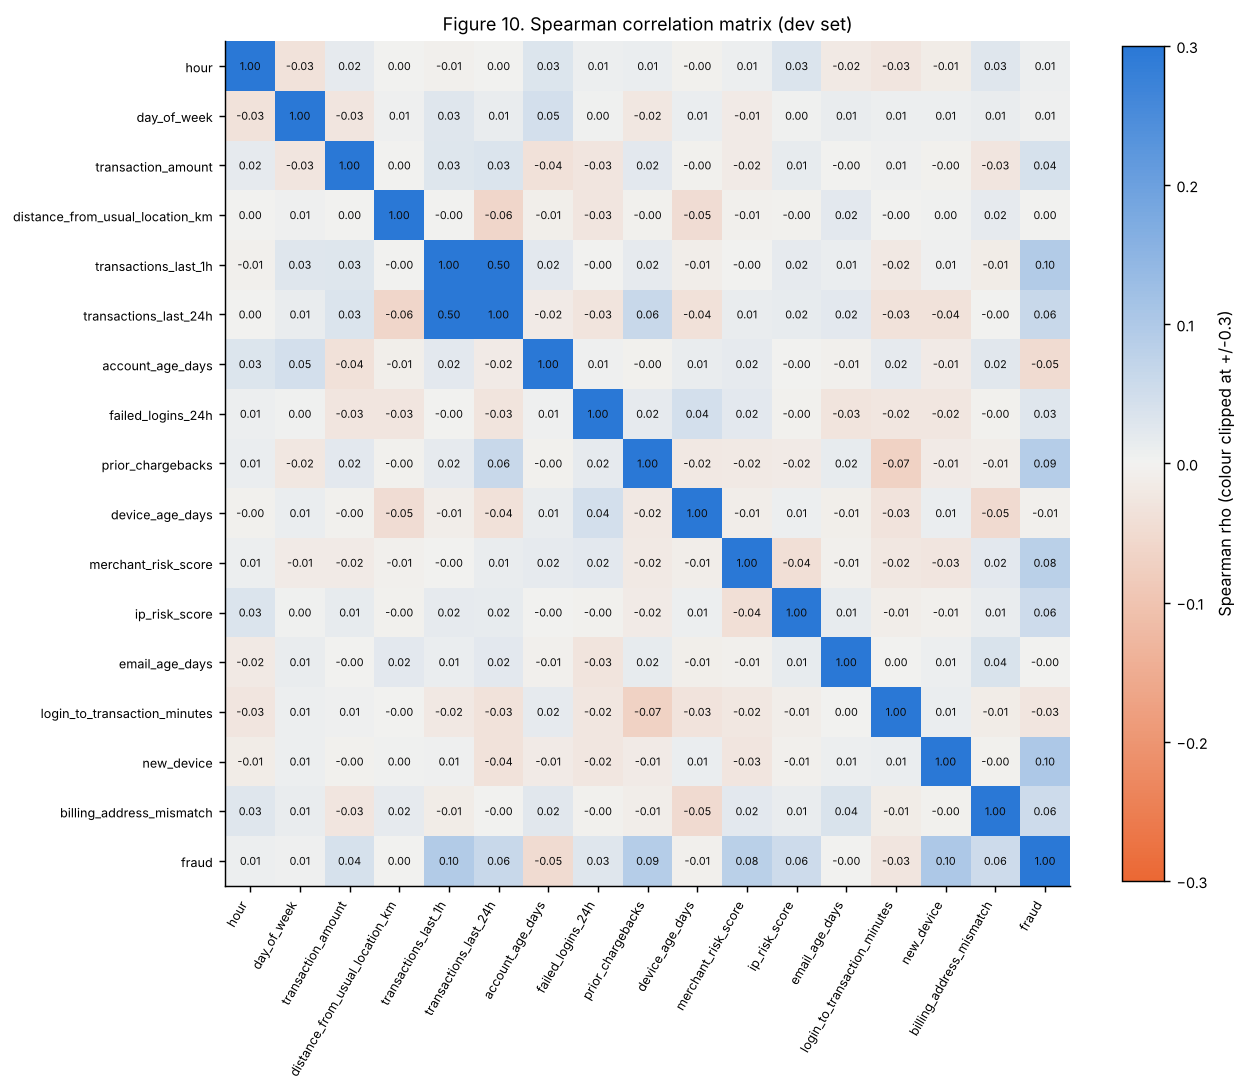 Figure 10. Spearman correlation matrix (dev set)
hour 1.00 -0.03 0.02 0.00 -0.01 0.00 0.03 0.01 0.01 -0.00 0.01 0.03 -0.02 -0.03 -0.01 0.03 0.01
day_of_week -0.03 1.00 -0.03 0.01 0.03 0.01 0.05 0.00 -0.02 0.01 -0.01 0.00 0.01 0.01 0.01 0.01 0.01
transaction_amount 0.02 -0.03 1.00 0.00 0.03 0.03 -0.04 -0.03 0.02 -0.00 -0.02 0.01 -0.00 0.01 -0.00 -0.03 0.04
distance_from_usual_location_km 0.00 0.01 0.00 1.00 -0.00 -0.06 -0.01 -0.03 -0.00 -0.05 -0.01 -0.00 0.02 -0.00 0.00 0.02 0.00
transactions_last_1h -0.01 0.03 0.03 -0.00 1.00 0.50 0.02 -0.00 0.02 -0.01 -0.00 0.02 0.01 -0.02 0.01 -0.01 0.10
transactions_last_24h 0.00 0.01 0.03 -0.06 0.50 1.00 -0.02 -0.03 0.06 -0.04 0.01 0.02 0.02 -0.03 -0.04 -0.00 0.06
account_age_days 0.03 0.05 -0.04 -0.01 0.02 -0.02 1.00 0.01 -0.00 0.01 0.02 -0.00 -0.01 0.02 -0.01 0.02 -0.05
failed_logins_24h 0.01 0.00 -0.03 -0.03 -0.00 -0.03 0.01 1.00 0.02 0.04 0.02 -0.00 -0.03 -0.02 -0.02 -0.00 0.03
prior_chargebacks 0.01 -0.02 0.02 -0.00 0.02 0.06 -0.00 0.02 1.00 -0.02 -0.02 -0.02 0.02 -0.07 -0.01 -0.01 0.09
device_age_days -0.00 0.01 -0.00 -0.05 -0.01 -0.04 0.01 0.04 -0.02 1.00 -0.01 0.01 -0.01 -0.03 0.01 -0.05 -0.01
merchant_risk_score 0.01 -0.01 -0.02 -0.01 -0.00 0.01 0.02 0.02 -0.02 -0.01 1.00 -0.04 -0.01 -0.02 -0.03 0.02 0.08
ip_risk_score 0.03 0.00 0.01 -0.00 0.02 0.02 -0.00 -0.00 -0.02 0.01 -0.04 1.00 0.01 -0.01 -0.01 0.01 0.06
email_age_days -0.02 0.01 -0.00 0.02 0.01 0.02 -0.01 -0.03 0.02 -0.01 -0.01 0.01 1.00 0.00 0.01 0.04 -0.00
login_to_transaction_minutes -0.03 0.01 0.01 -0.00 -0.02 -0.03 0.02 -0.02 -0.07 -0.03 -0.02 -0.01 0.00 1.00 0.01 -0.01 -0.03
new_device -0.01 0.01 -0.00 0.00 0.01 -0.04 -0.01 -0.02 -0.01 0.01 -0.03 -0.01 0.01 0.01 1.00 -0.00 0.10
billing_address_mismatch 0.03 0.01 -0.03 0.02 -0.01 -0.00 0.02 -0.00 -0.01 -0.05 0.02 0.01 0.04 -0.01 -0.00 1.00 0.06
fraud 0.01 0.01 0.04 0.00 0.10 0.06 -0.05 0.03 0.09 -0.01 0.08 0.06 -0.00 -0.03 0.10 0.06 1.00
hour
day_of_week
transaction_amount
distance_from_usual_location_km
transactions_last_1h
transactions_last_24h
account_age_days
failed_logins_24h
prior_chargebacks
device_age_days
merchant_risk_score
ip_risk_score
email_age_days
login_to_transaction_minutes
new_device
billing_address_mismatch
fraud
0.3
0.2
0.1
0.0
−0.1
−0.2
−0.3
Spearman rho (colour clipped at +/-0.3)